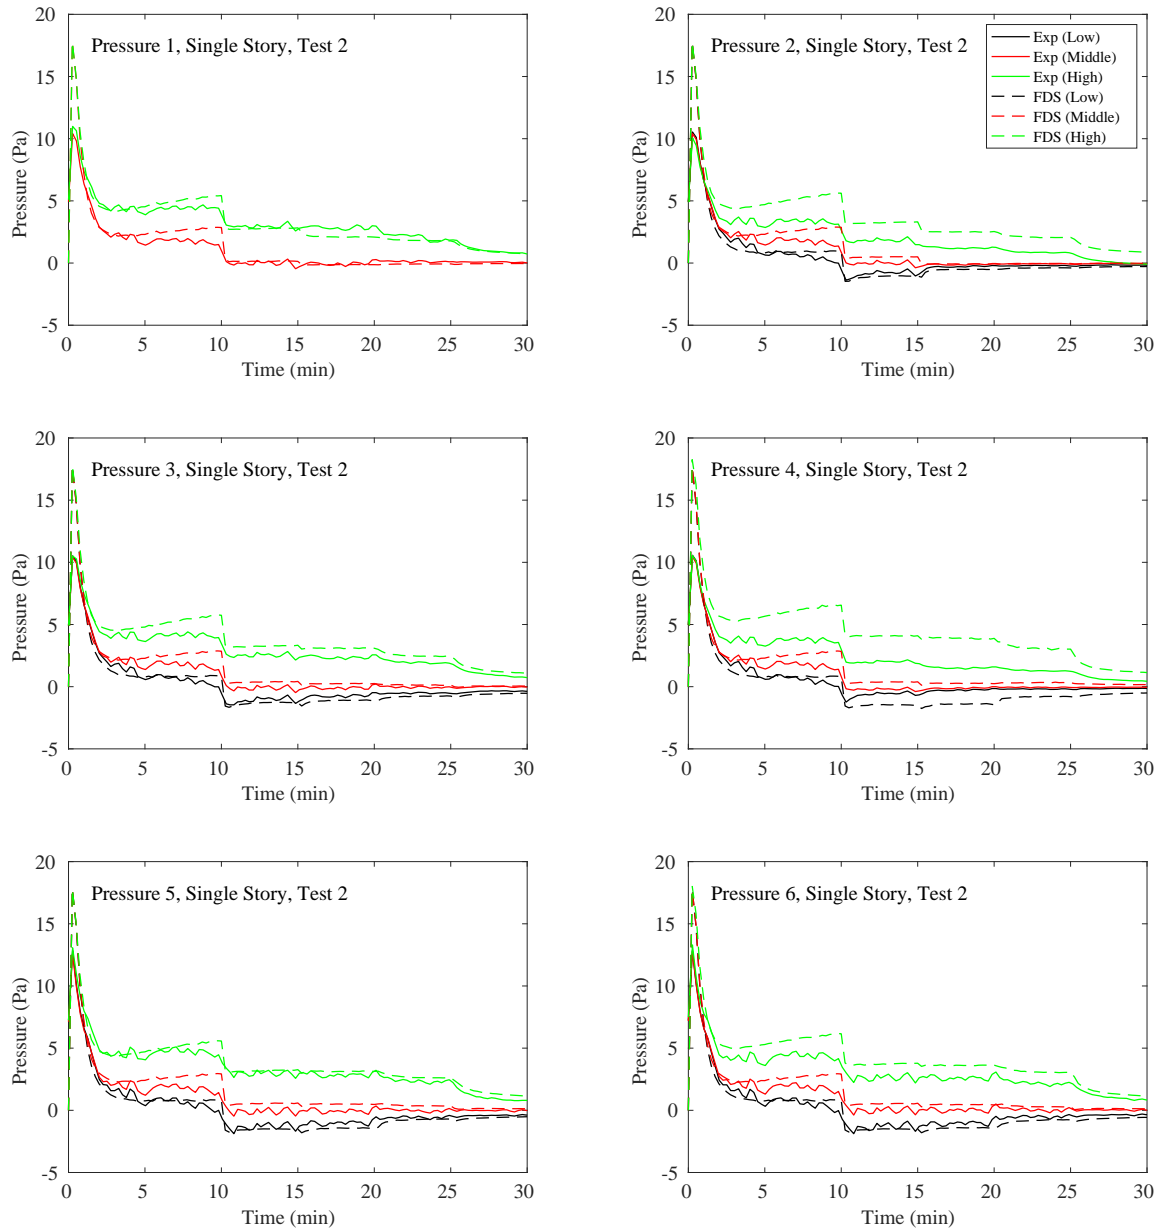 20
15
10
5
0
-5
Pressure (Pa)
Pressure 1, Single Story, Test 2
0 5 10 15 20 25 30
Time (min)
20
15
10
5
0
-5
Pressure (Pa)
Pressure 2, Single Story, Test 2
Exp (Low)
Exp (Middle)
Exp (High)
FDS (Low)
FDS (Middle)
FDS (High)
0 5 10 15 20 25 30
Time (min)
20
15
10
5
0
-5
Pressure (Pa)
Pressure 3, Single Story, Test 2
0 5 10 15 20 25 30
Time (min)
20
15
10
5
0
-5
Pressure (Pa)
Pressure 4, Single Story, Test 2
0 5 10 15 20 25 30
Time (min)
20
15
10
5
0
-5
Pressure (Pa)
Pressure 5, Single Story, Test 2
0 5 10 15 20 25 30
Time (min)
20
15
10
5
0
-5
Pressure (Pa)
Pressure 6, Single Story, Test 2
0 5 10 15 20 25 30
Time (min)